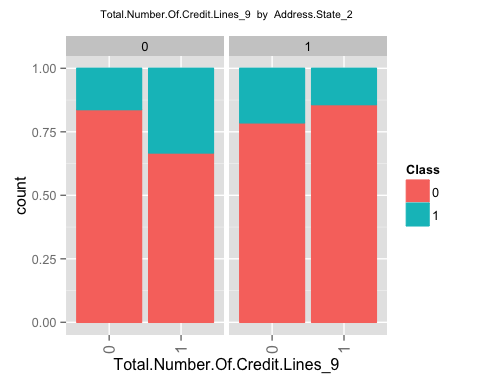 Total.Number.Of.Credit.Lines_9 by Address.State_2
0 1
1.00
0.75
0.50
0.25
0.00
count
0 1 0 1
Total.Number.Of.Credit.Lines_9
Class
0
1